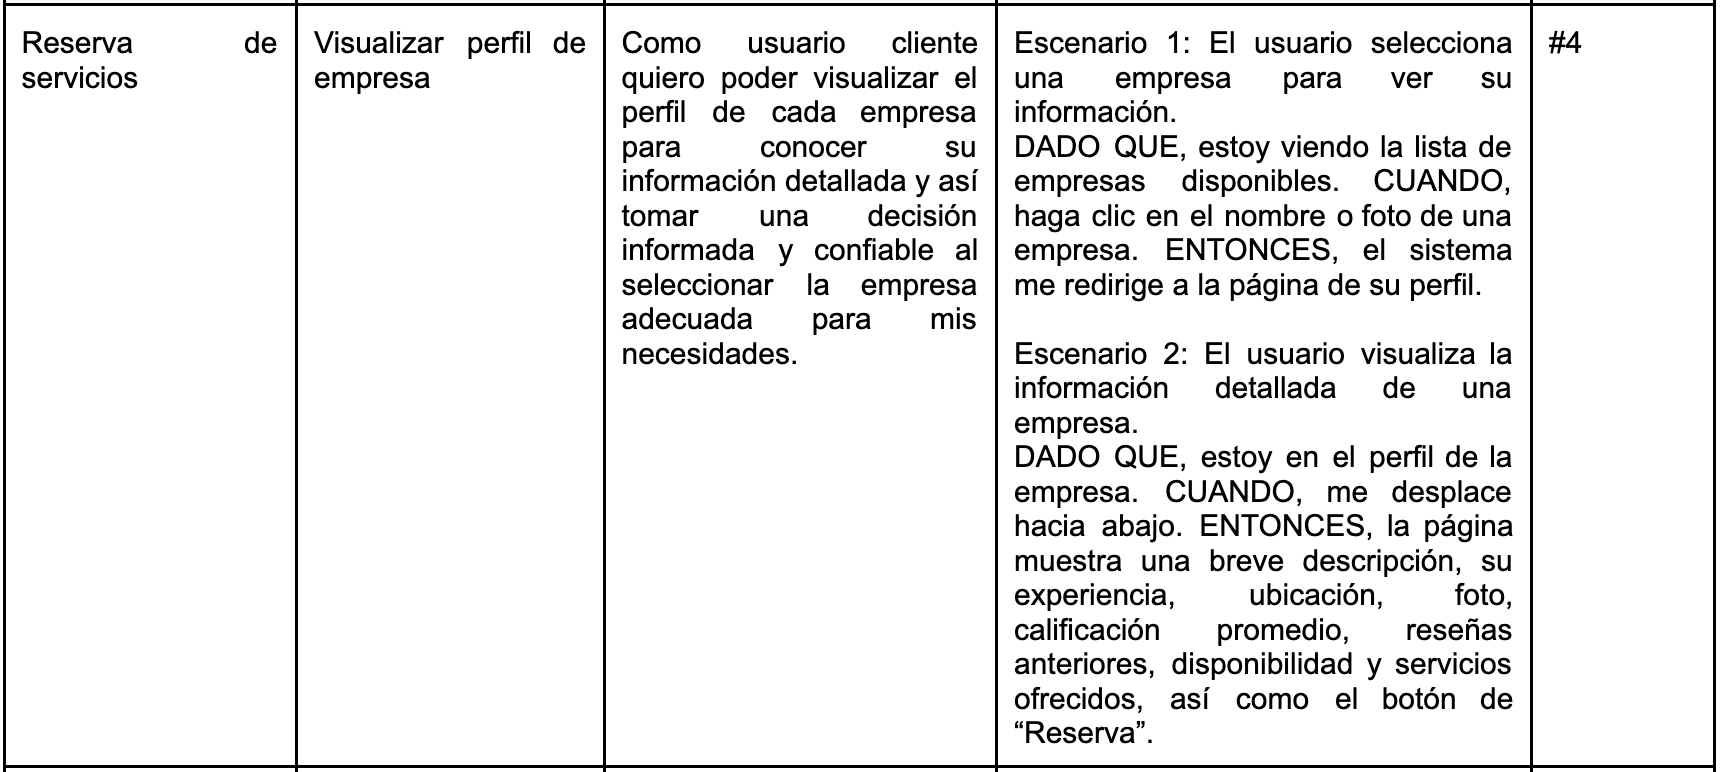 Reserva de
servicios
Visualizar perfil de
empresa
Como usuario cliente
quiero poder visualizar el
perfil de cada empresa
para conocer su
información detallada y así
tomar una decisión
informada y confiable al
seleccionar la empresa
adecuada para mis
necesidades.
Escenario 1: El usuario selecciona
una empresa para ver su
información.
DADO QUE, estoy viendo la lista de
empresas disponibles. CUANDO,
haga clic en el nombre o foto de una
empresa. ENTONCES, el sistema
me redirige a la página de su perfil.
Escenario 2: El usuario visualiza la
información detallada de una
empresa.
DADO QUE, estoy en el perfil de la
empresa. CUANDO, me desplace
hacia abajo. ENTONCES, la página
muestra una breve descripción, su
experiencia, ubicación, foto,
calificación promedio, reseñas
anteriores, disponibilidad y servicios
ofrecidos, así como el botón de
“Reserva”.
#4